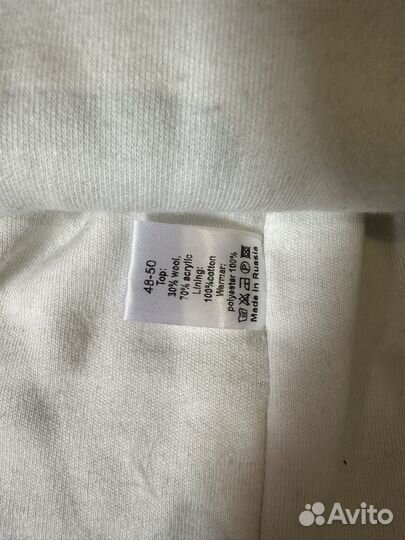 48-50
Top:
30% wool,
70% acrylic
Lining:
100%cotton
Warmer:
polyester 100%
Made in Russia
Avito